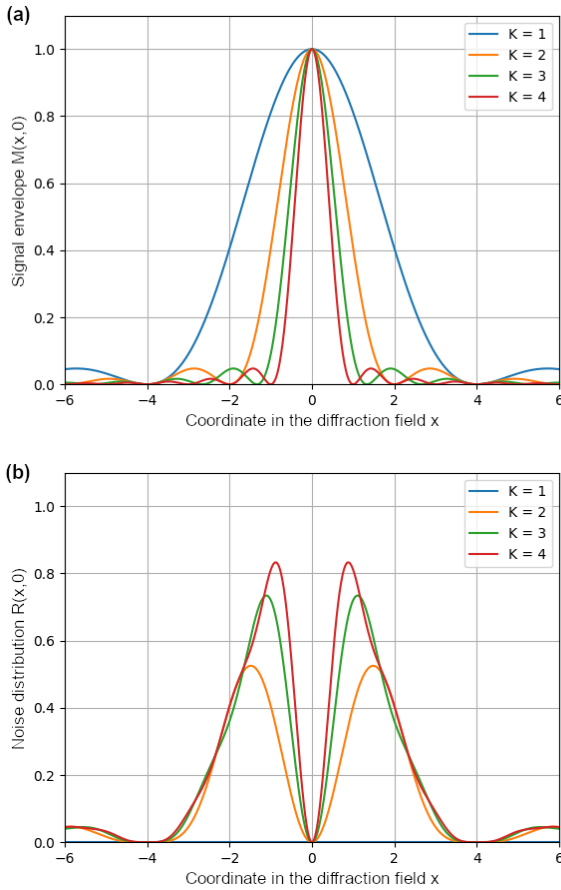 (a)
Signal envelope M(x,0)
1.0
0.8
0.6
0.4
0.2
0.0
−6
−4
−2
0
2
4
6
Coordinate in the diffraction field x
K = 1
K = 2
K = 3
K = 4
(b)
Noise distribution R(x,0)
1.0
0.8
0.6
0.4
0.2
0.0
−6
−4
−2
0
2
4
6
Coordinate in the diffraction field x
K = 1
K = 2
K = 3
K = 4